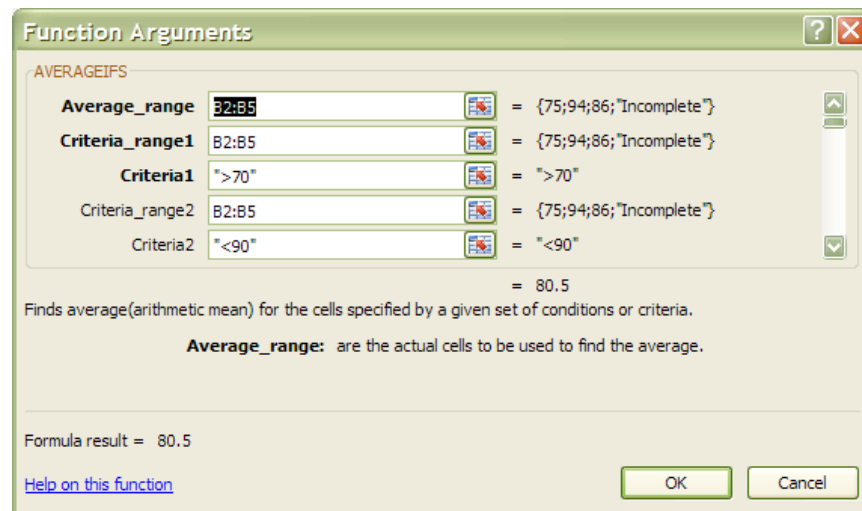 Function Arguments
AVERAGEIFS
Average_range B2:B5 = {75;94;86;"Incomplete"}
Criteria_range1 B2:B5 = {75;94;86;"Incomplete"}
Criteria1 ">70" = ">70"
Criteria_range2 B2:B5 = {75;94;86;"Incomplete"}
Criteria2 "<90" = "<90"
= 80.5
Finds average(arithmetic mean) for the cells specified by a given set of conditions or criteria.
Average_range: are the actual cells to be used to find the average.
Formula result = 80.5
Help on this function OK Cancel